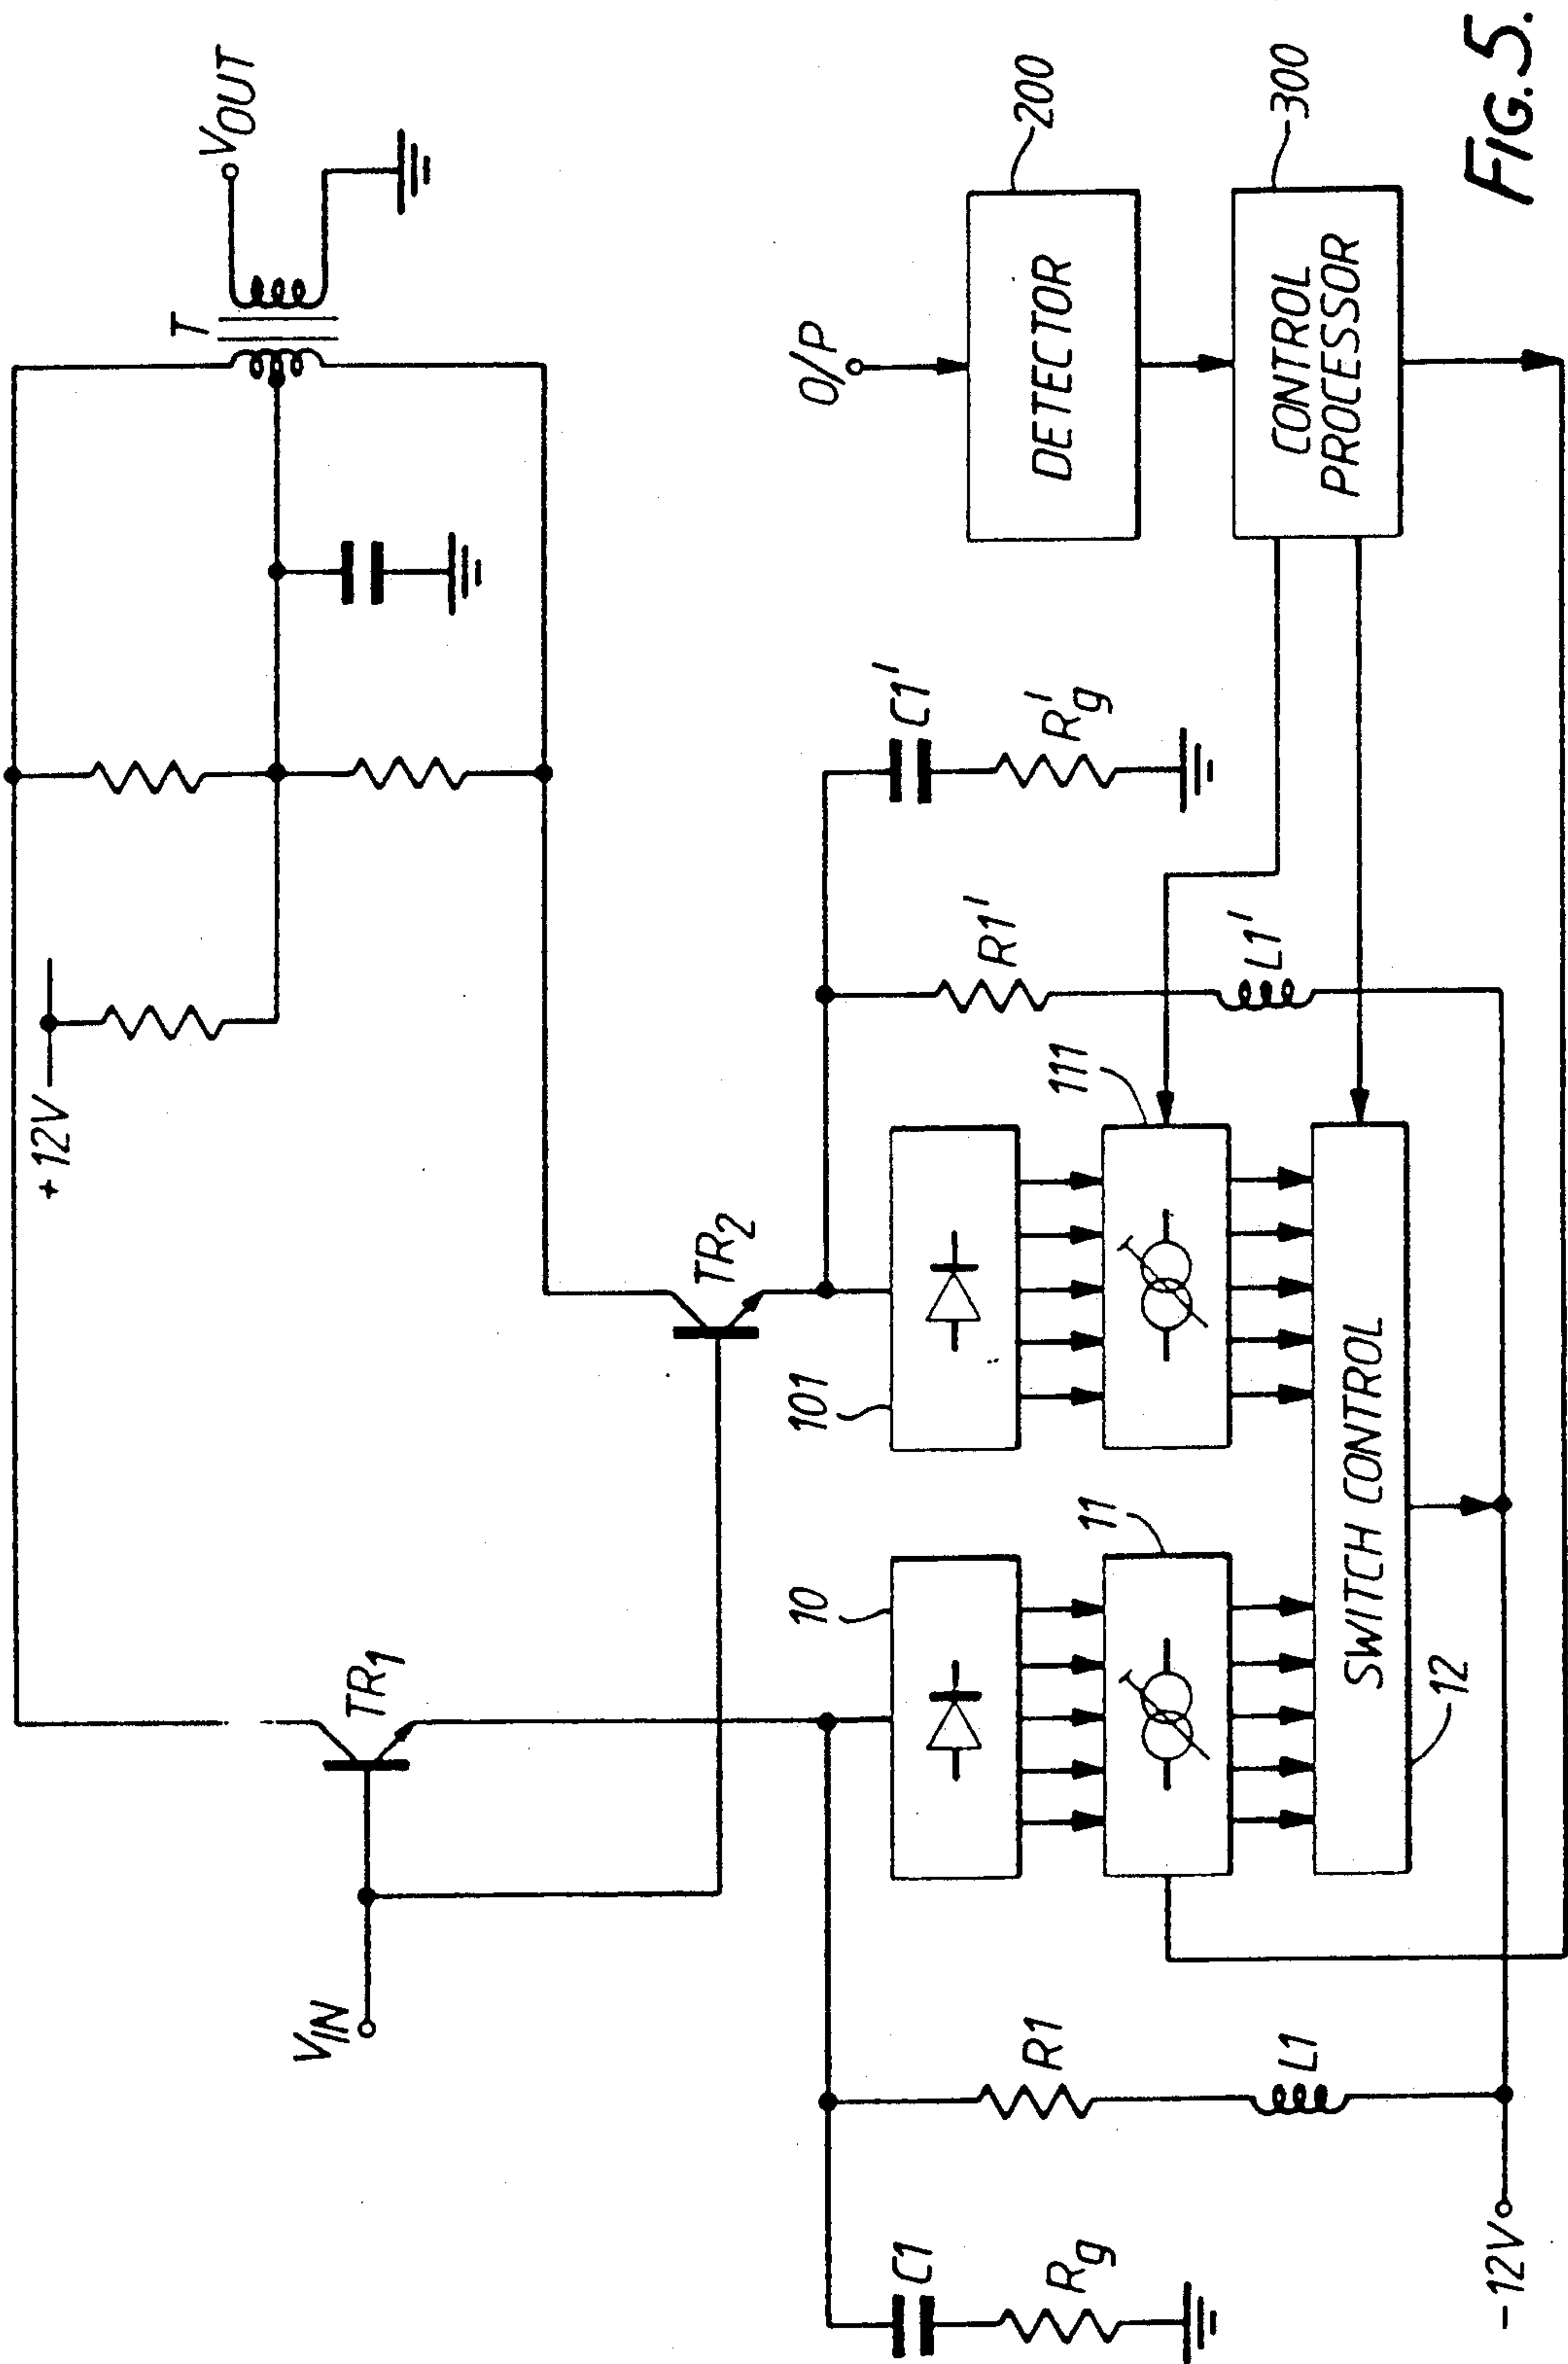 +12V
T
VOUT
VIN
TR1
TR2
O/P
10
101
C1'
R'g
200
DETECTOR
C1
Rg
R1
11
111
R1'
L1
L1'
SWITCH CONTROL
12
CONTROL
PROCESSOR
300
-12V
FIG. 5.